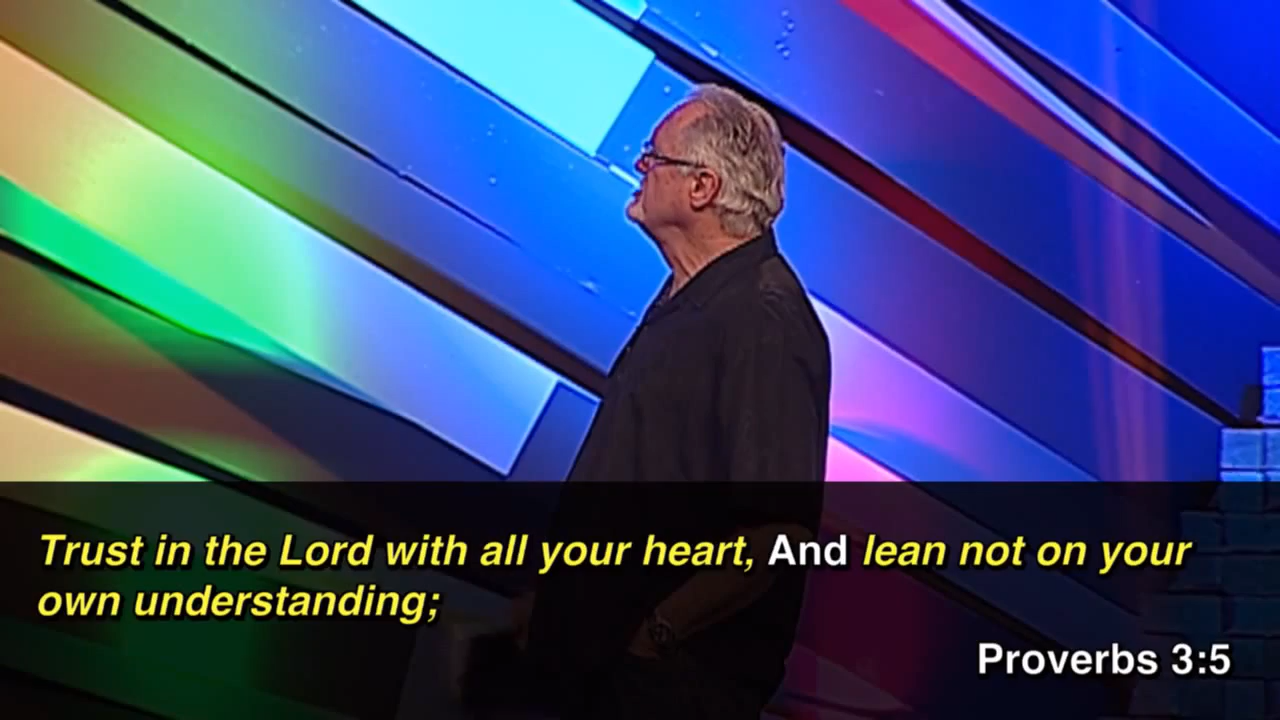 Trust in the Lord with all your heart, And lean not on your
own understanding;
Proverbs 3:5